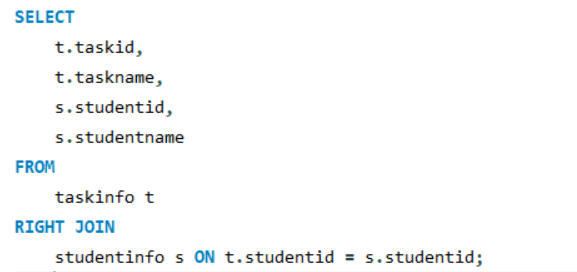 SELECT
t.taskid,
t.taskname,
s.studentid,
s.studentname
FROM
taskinfo t
RIGHT JOIN
studentinfo s ON t.studentid = s.studentid;